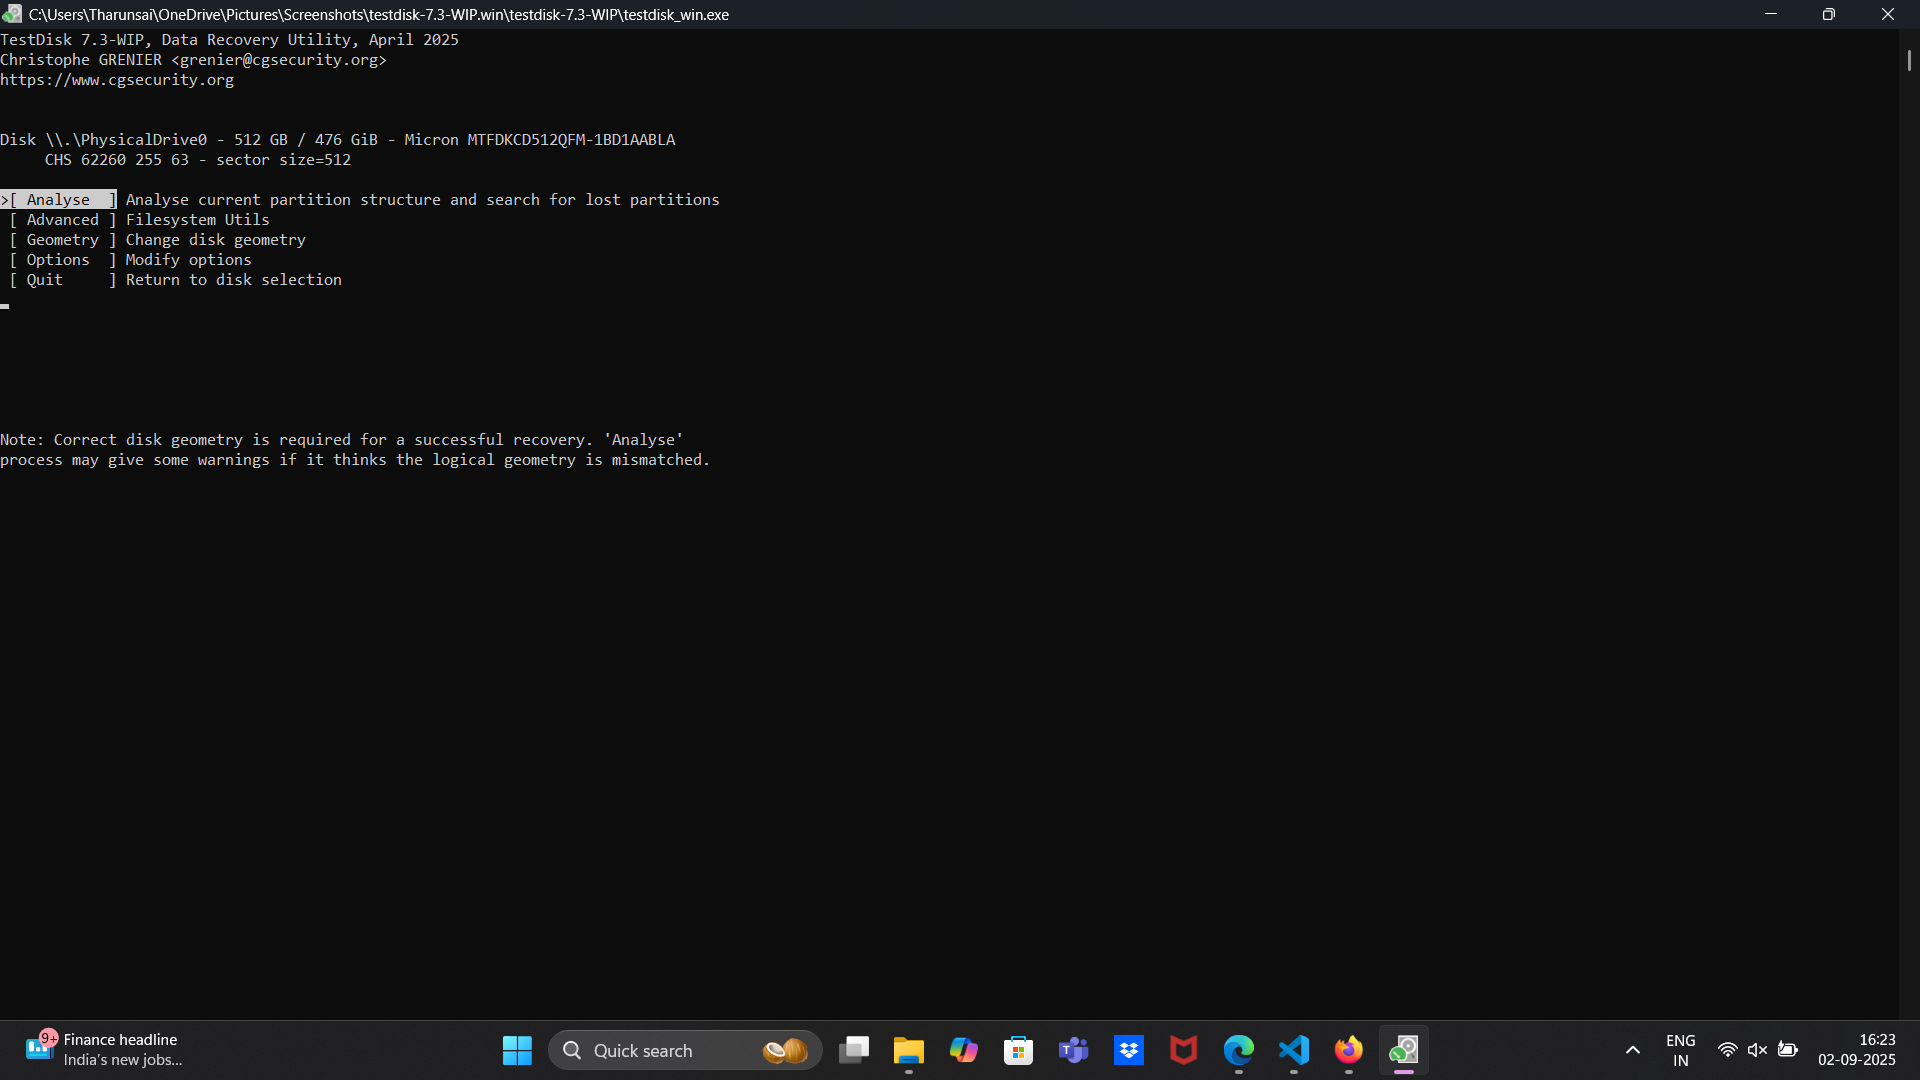 C:\Users\Tharunsai\OneDrive\Pictures\Screenshots\testdisk-7.3-WIP.win\testdisk-7.3-WIP\testdisk_win.exe
TestDisk 7.3-WIP, Data Recovery Utility, April 2025
Christophe GRENIER <grenier@cgsecurity.org>
https://www.cgsecurity.org
Disk \\.\PhysicalDrive0 - 512 GB / 476 GiB - Micron MTFDKCD512QFM-1BD1AABLA
CHS 62260 255 63 - sector size=512
>[ Analyse  ] Analyse current partition structure and search for lost partitions
[ Advanced ] Filesystem Utils
[ Geometry ] Change disk geometry
[ Options  ] Modify options
[ Quit     ] Return to disk selection
Note: Correct disk geometry is required for a successful recovery. 'Analyse'
process may give some warnings if it thinks the logical geometry is mismatched.
9+
Finance headline
India's new jobs...
Quick search
T
ENG
IN
16:23
02-09-2025